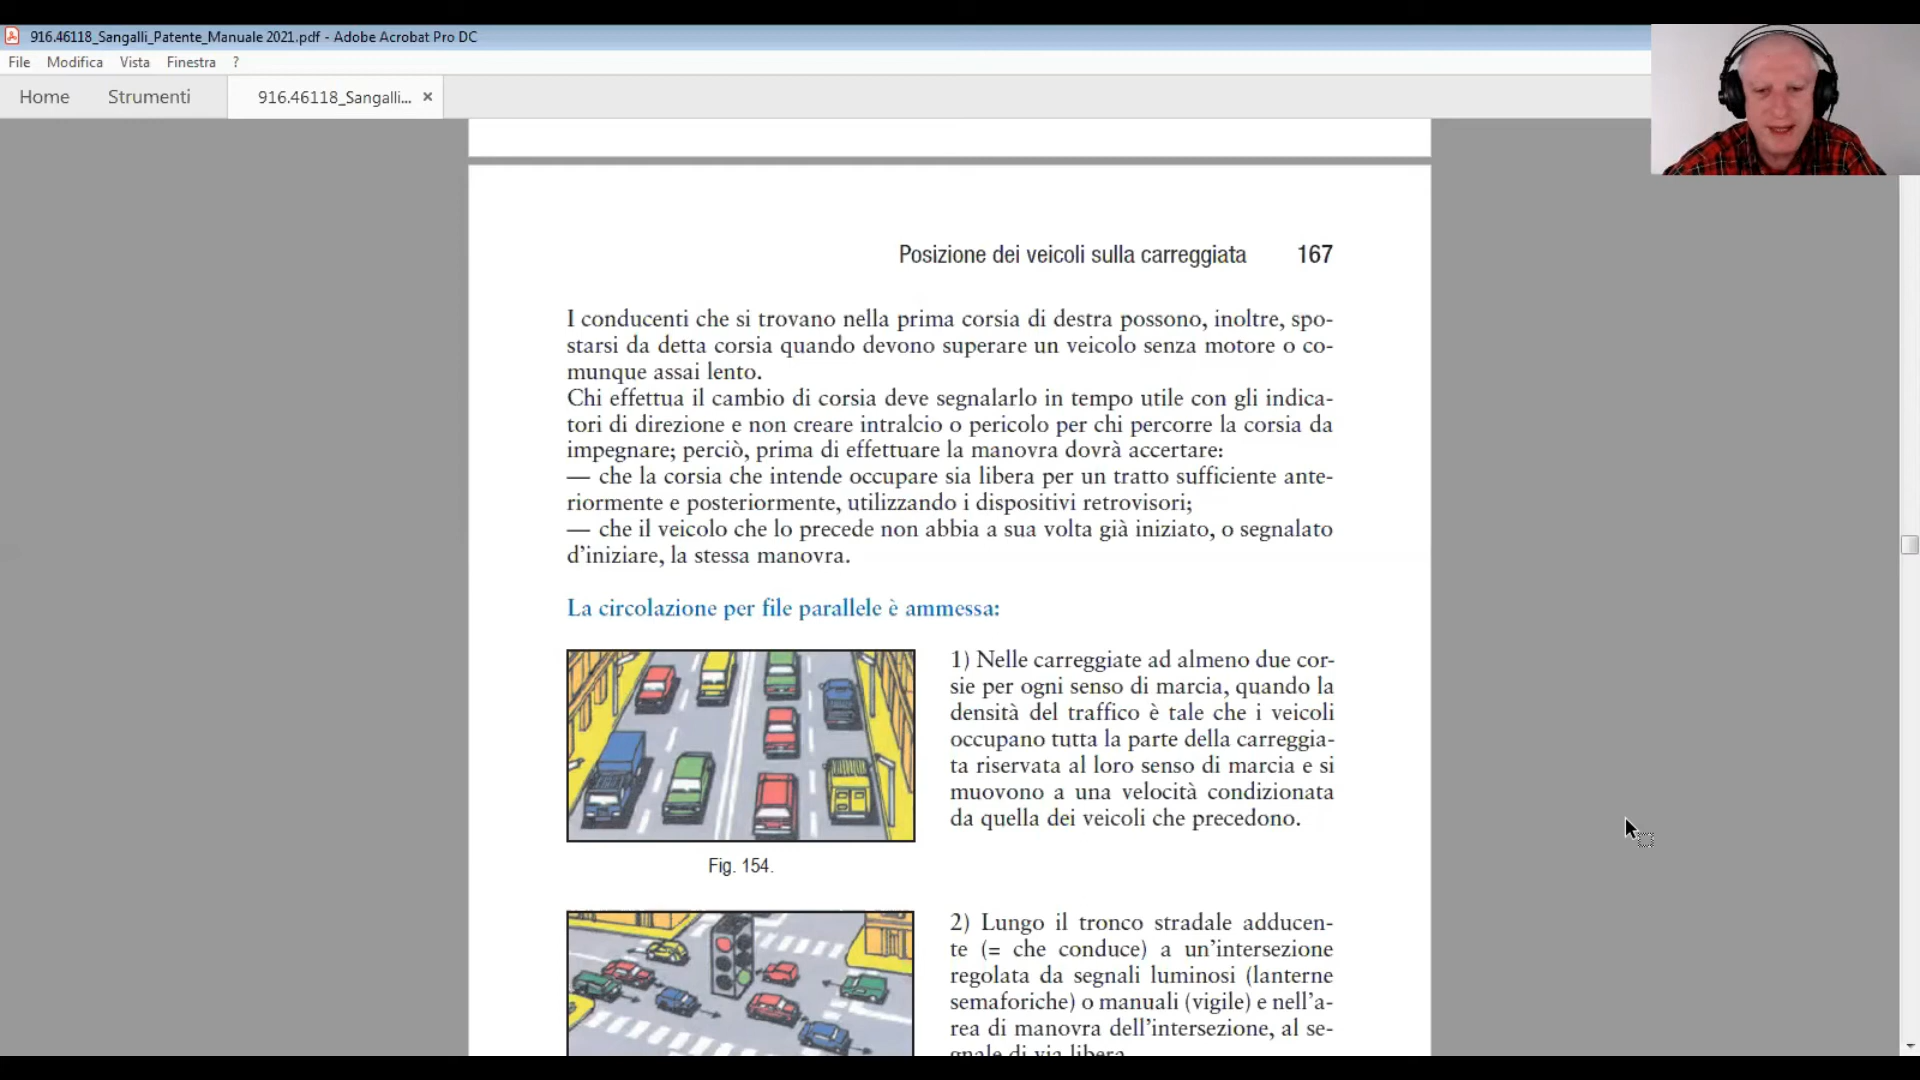 916.46118_Sangalli_Patente_Manuale 2021.pdf - Adobe Acrobat Pro DC
File Modifica Vista Finestra ?
Home Strumenti 916.46118_Sangalli... ×
Posizione dei veicoli sulla carreggiata 167
I conducenti che si trovano nella prima corsia di destra possono, inoltre, spo-
starsi da detta corsia quando devono superare un veicolo senza motore o co-
munque assai lento.
Chi effettua il cambio di corsia deve segnalarlo in tempo utile con gli indica-
tori di direzione e non creare intralcio o pericolo per chi percorre la corsia da
impegnare; perciò, prima di effettuare la manovra dovrà accertare:
— che la corsia che intende occupare sia libera per un tratto sufficiente ante-
riormente e posteriormente, utilizzando i dispositivi retrovisori;
— che il veicolo che lo precede non abbia a sua volta già iniziato, o segnalato
d'iniziare, la stessa manovra.
La circolazione per file parallele è ammessa:
1) Nelle carreggiate ad almeno due cor-
sie per ogni senso di marcia, quando la
densità del traffico è tale che i veicoli
occupano tutta la parte della carreggia-
ta riservata al loro senso di marcia e si
muovono a una velocità condizionata
da quella dei veicoli che precedono.
Fig. 154.
2) Lungo il tronco stradale adducen-
te (= che conduce) a un'intersezione
regolata da segnali luminosi (lanterne
semaforiche) o manuali (vigile) e nell'a-
rea di manovra dell'intersezione, al se-
gnale di via libera